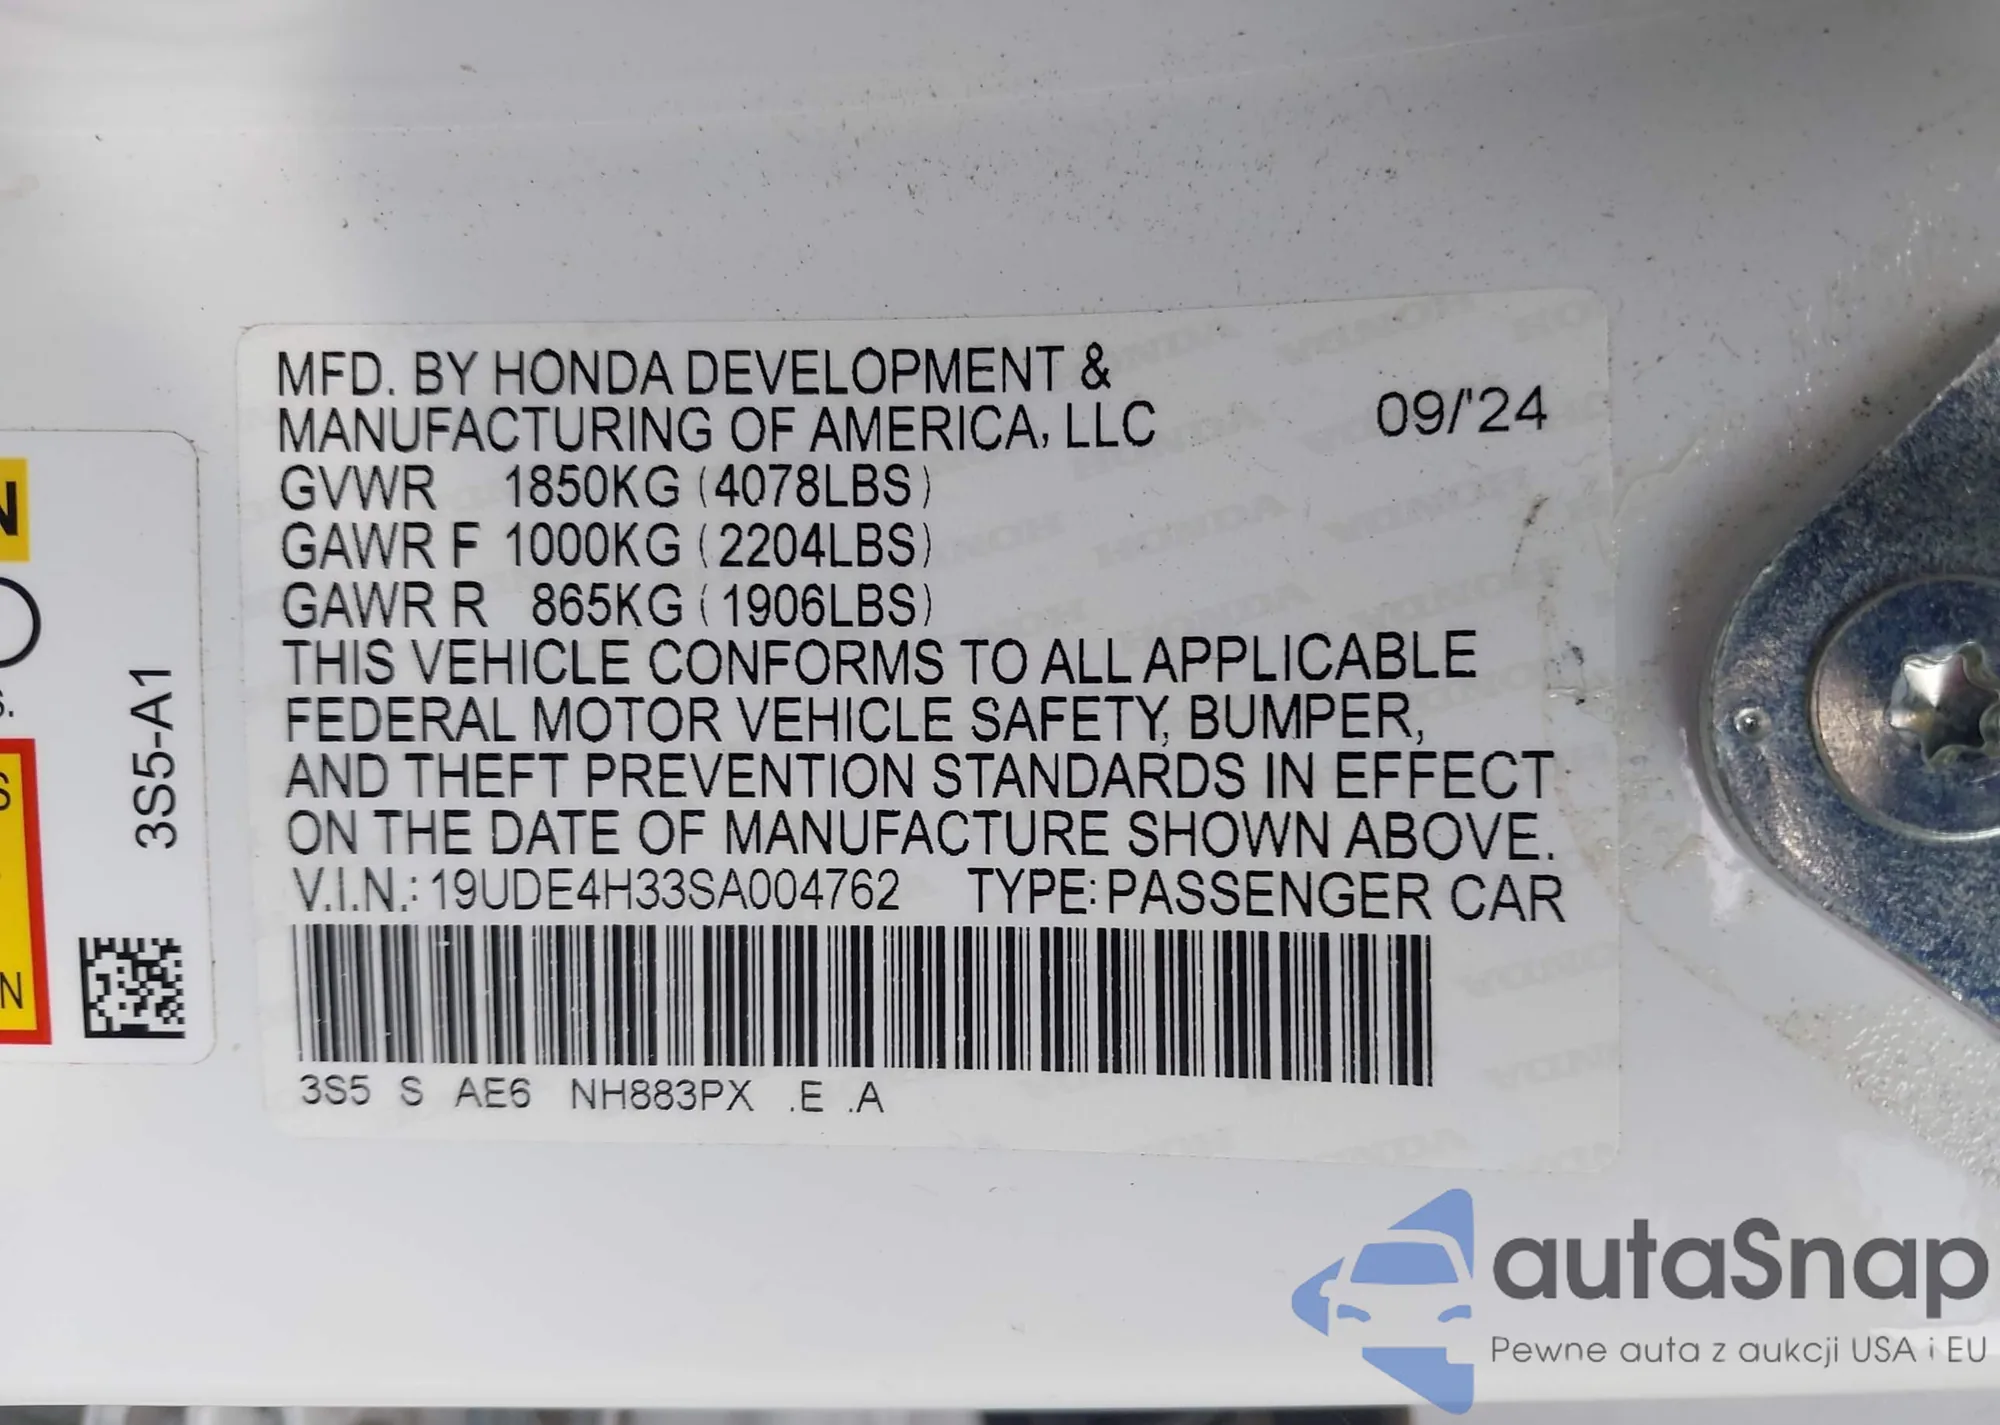 MFD. BY HONDA DEVELOPMENT &
MANUFACTURING OF AMERICA, LLC
09/'24
GVWR 1850KG (4078LBS)
GAWR F 1000KG (2204LBS)
GAWR R 865KG (1906LBS)
THIS VEHICLE CONFORMS TO ALL APPLICABLE
FEDERAL MOTOR VEHICLE SAFETY, BUMPER,
AND THEFT PREVENTION STANDARDS IN EFFECT
ON THE DATE OF MANUFACTURE SHOWN ABOVE.
V.I.N.: 19UDE4H33SA004762 TYPE: PASSENGER CAR
3S5 S AE6 NH883PX .E .A
3S5-A1
autaSnap
Pewne auta z aukcji USA i EU